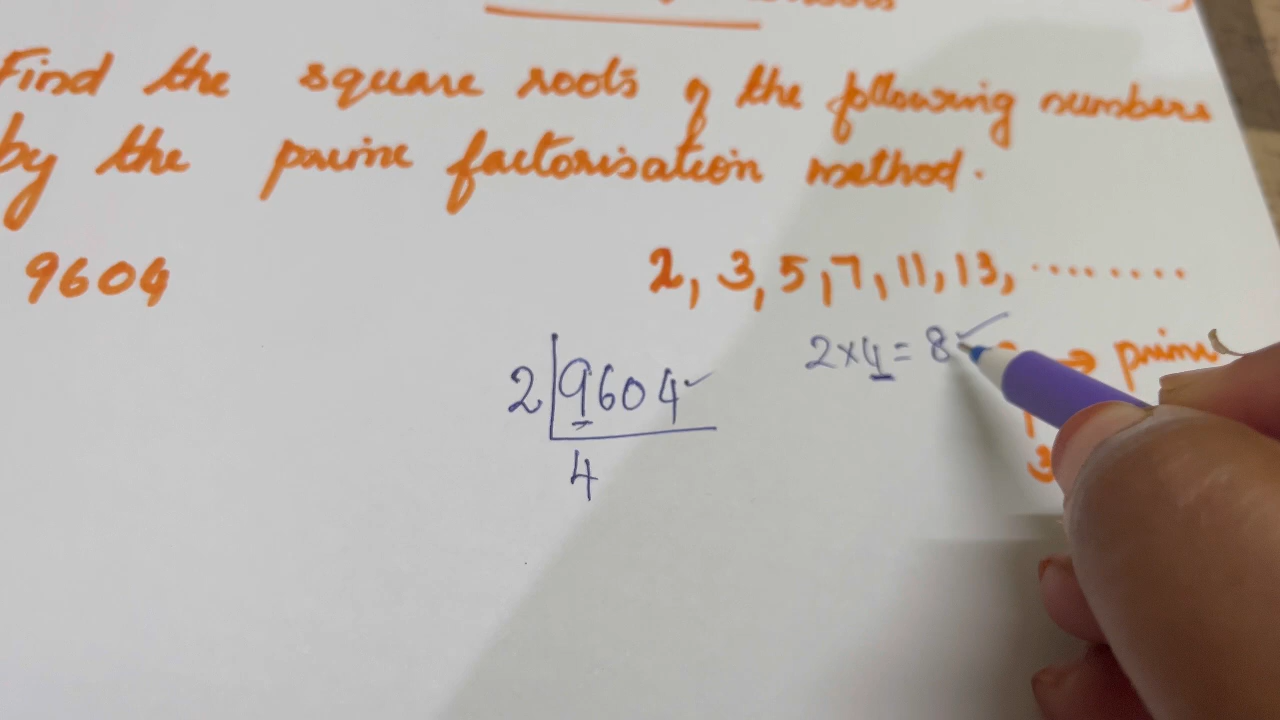 Find the square roots of the following numbers
by the prime factorisation method.
9604
2, 3, 5, 7, 11, 13, ........
2×4 = 8 ✓
→ prime
2 9604 ✓
4
3